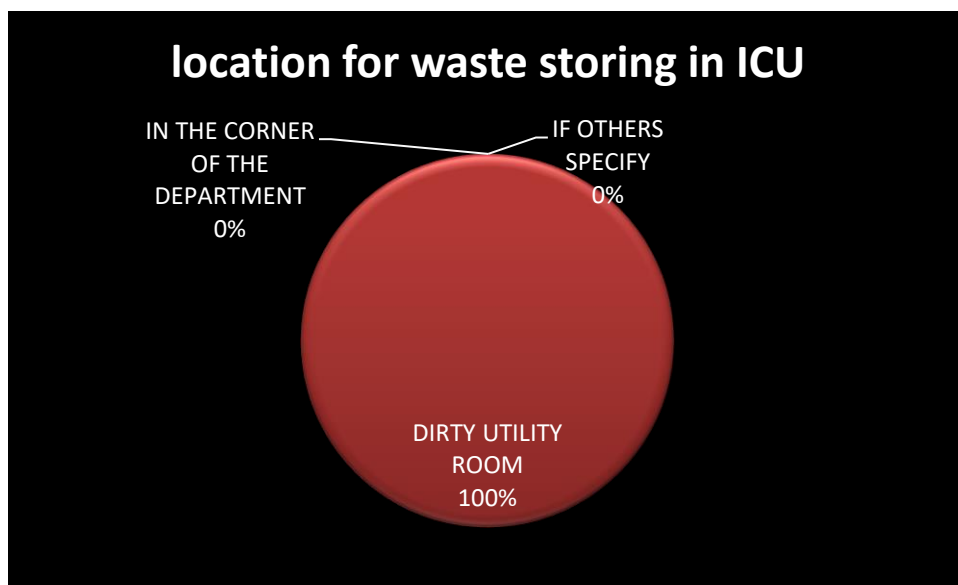 location for waste storing in ICU
IN THE CORNER
OF THE
DEPARTMENT
0%
IF OTHERS
SPECIFY
0%
DIRTY UTILITY
ROOM
100%